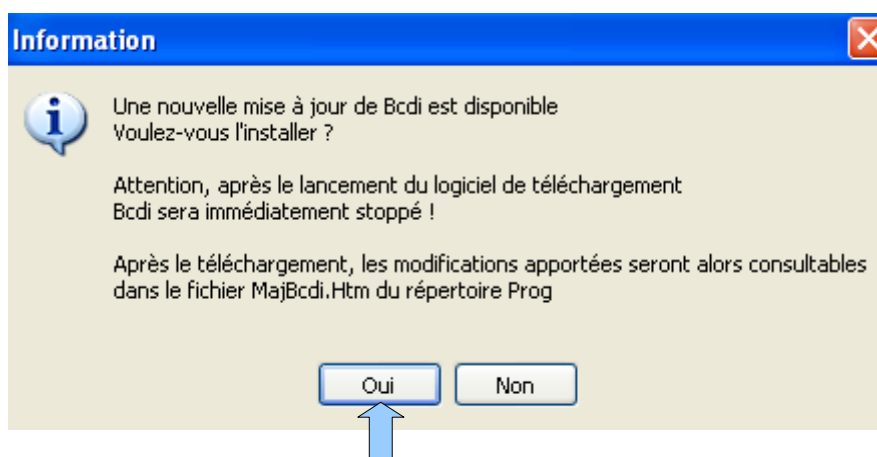 Information
Une nouvelle mise à jour de Bcdi est disponible
Voulez-vous l'installer ?
Attention, après le lancement du logiciel de téléchargement
Bcdi sera immédiatement stoppé !
Après le téléchargement, les modifications apportées seront alors consultables
dans le fichier MajBcdi.Htm du répertoire Prog
Oui Non